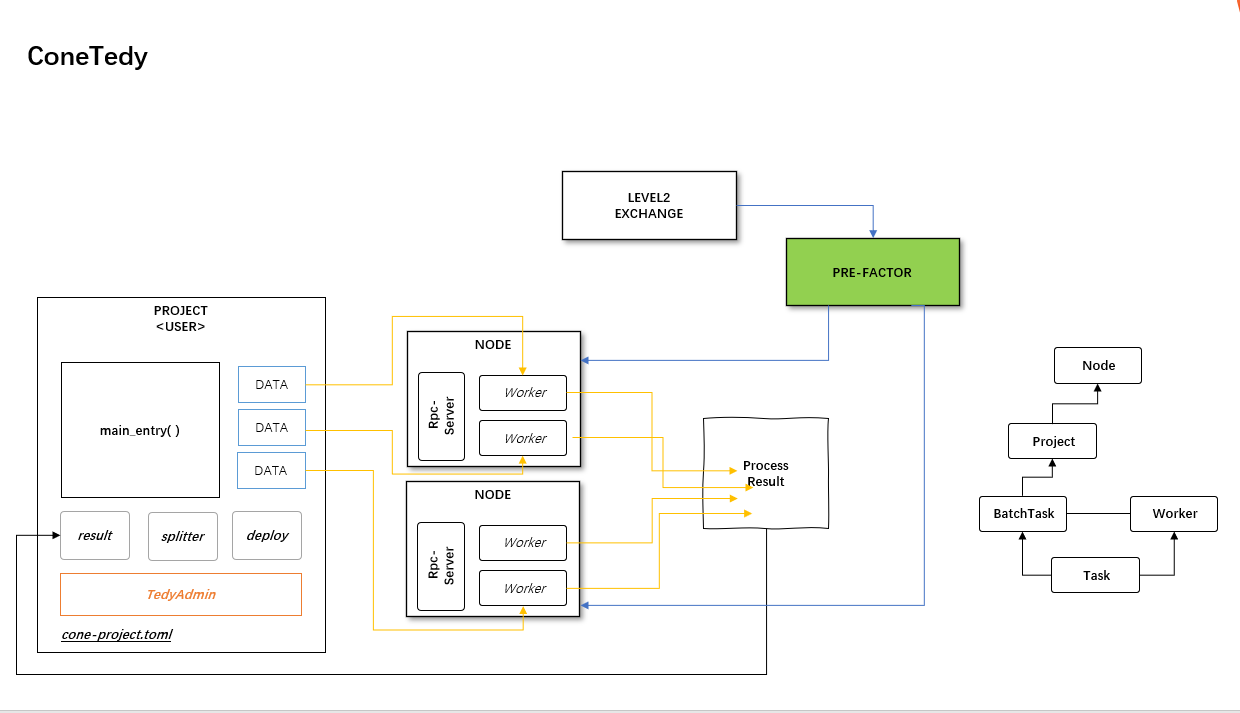 ConeTedy
LEVEL2
EXCHANGE
PRE-FACTOR
PROJECT
<USER>
main_entry( )
DATA
DATA
DATA
result
splitter
deploy
TedyAdmin
cone-project.toml
NODE
Rpc-
Server
Worker
Worker
NODE
Rpc-
Server
Worker
Worker
Process
Result
Node
Project
BatchTask
Worker
Task